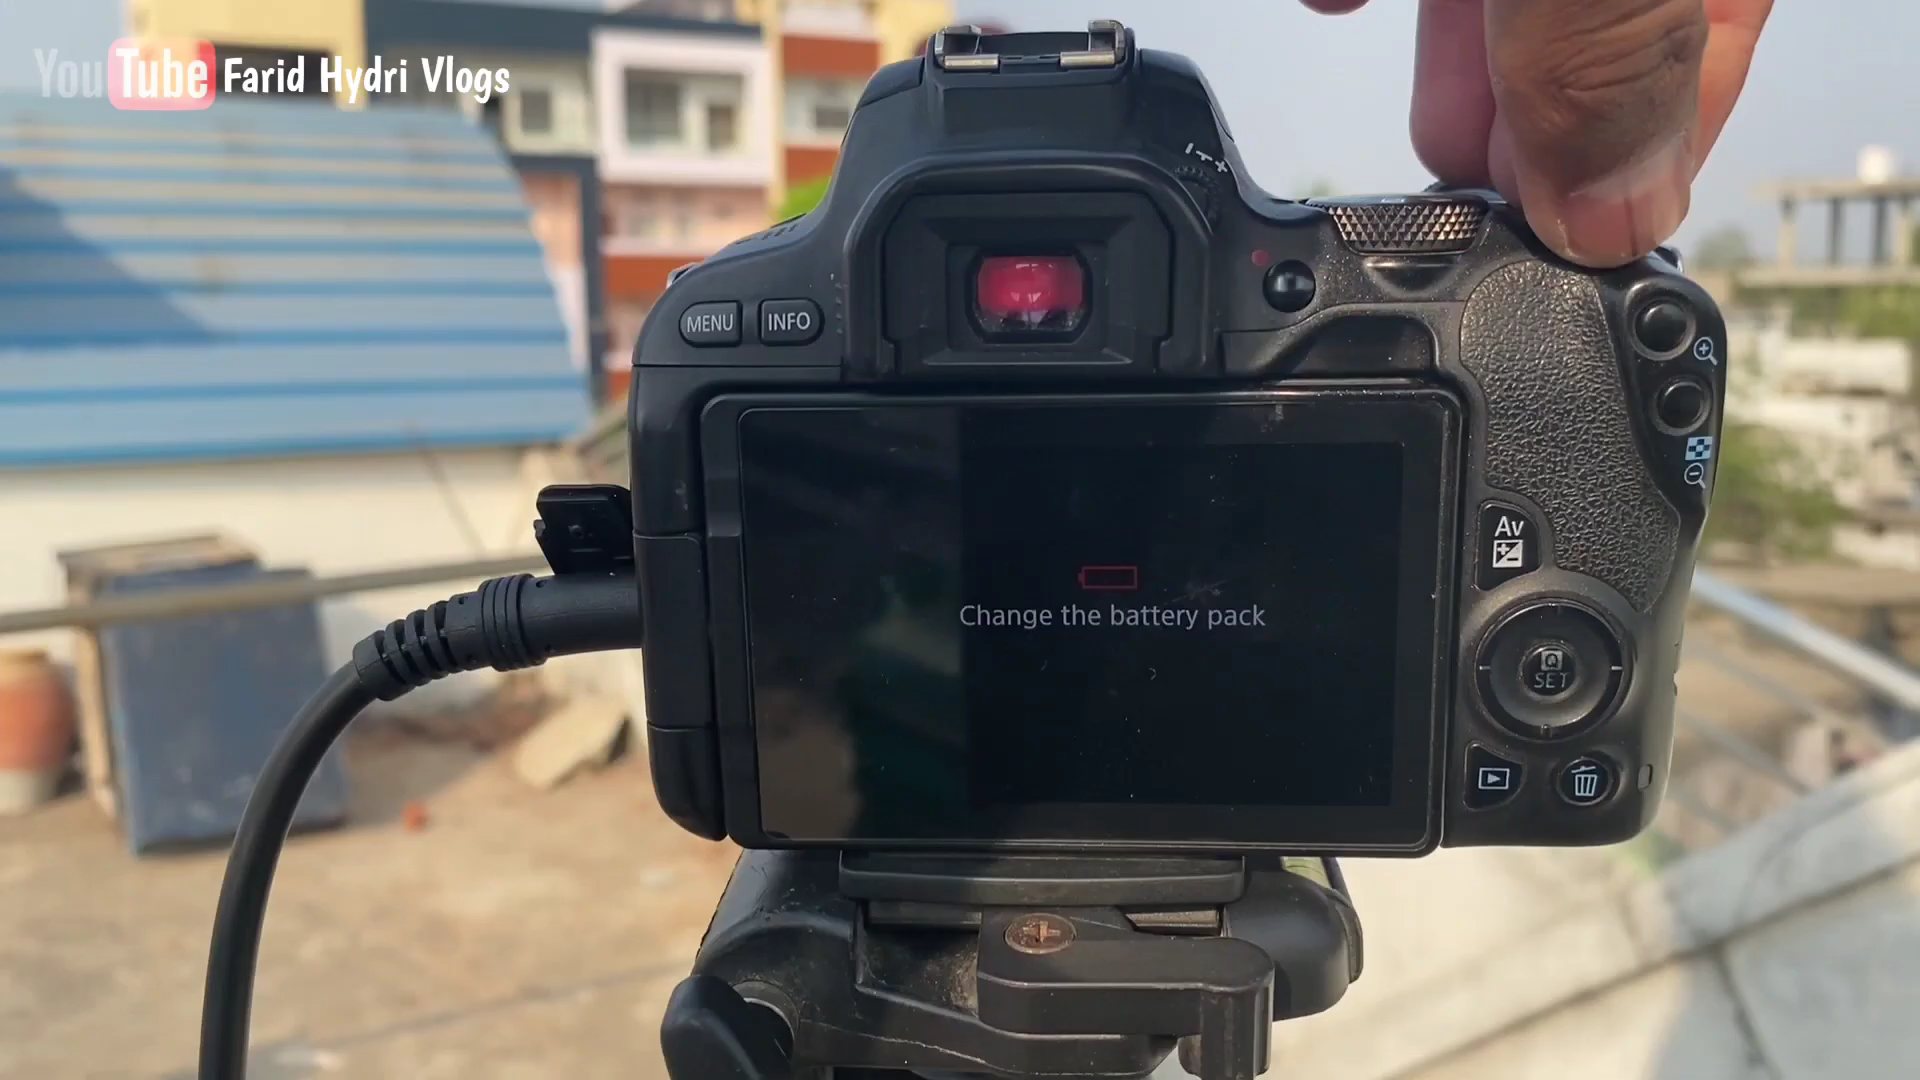 YouTube Farid Hydri Vlogs
MENU
INFO
Av
Change the battery pack
Q
SET